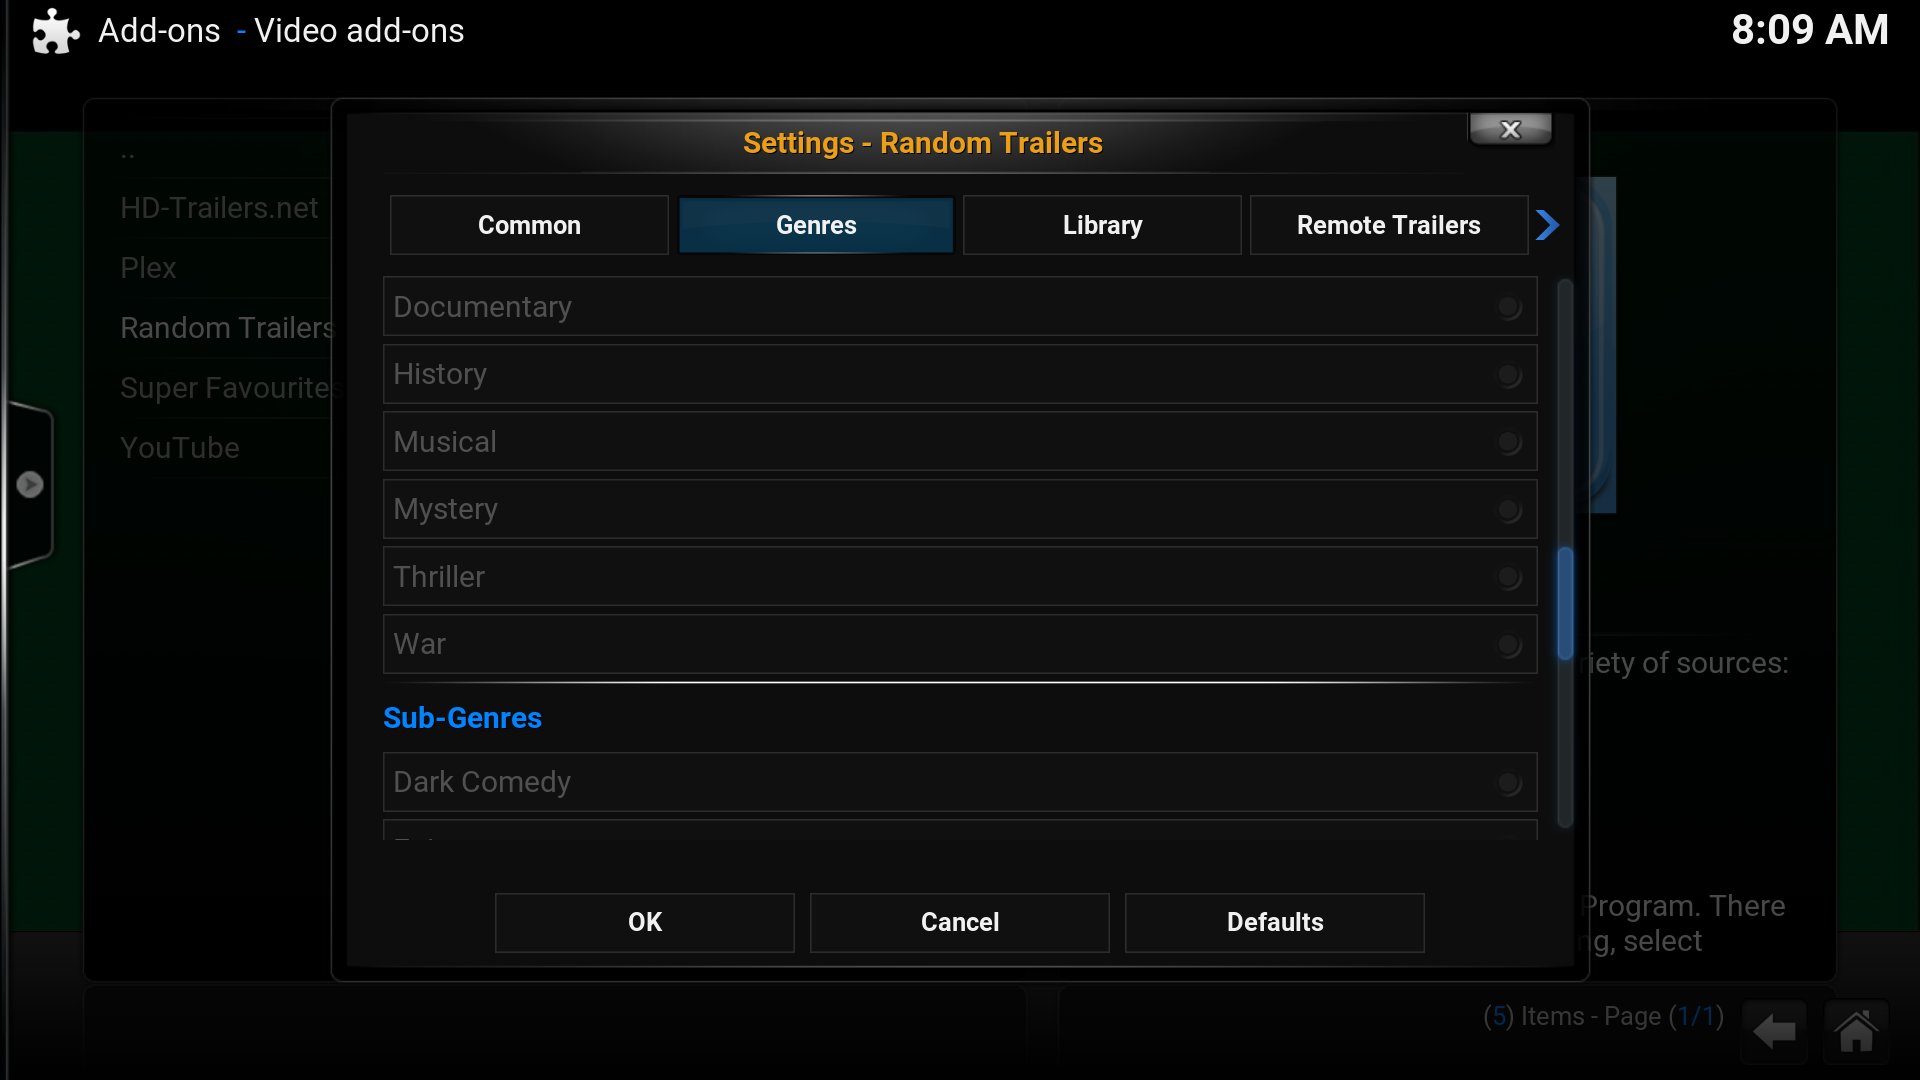 Add-ons - Video add-ons
8:09 AM
..
HD-Trailers.net
Plex
Random Trailers
Super Favourites
YouTube
Settings - Random Trailers
Common
Genres
Library
Remote Trailers
Documentary
History
Musical
Mystery
Thriller
War
Sub-Genres
Dark Comedy
OK
Cancel
Defaults
riety of sources:
Program. There
ng, select
(5) Items - Page (1/1)